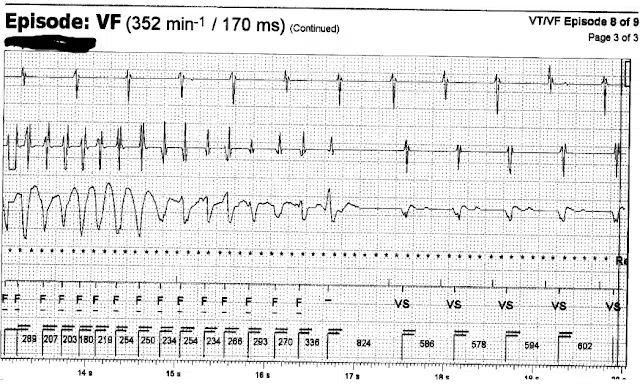 Episode: VF (352 min-1 / 170 ms) (Continued)
VT/VF Episode 8 of 9
Page 3 of 3
F F F F F F F F F F F F F – VS VS VS VS VS
269 207 203 180 219 254 250 234 254 234 266 293 270 336 824 586 578 594 602
14 s 15 s 16 s 17 s 18 s 19 s